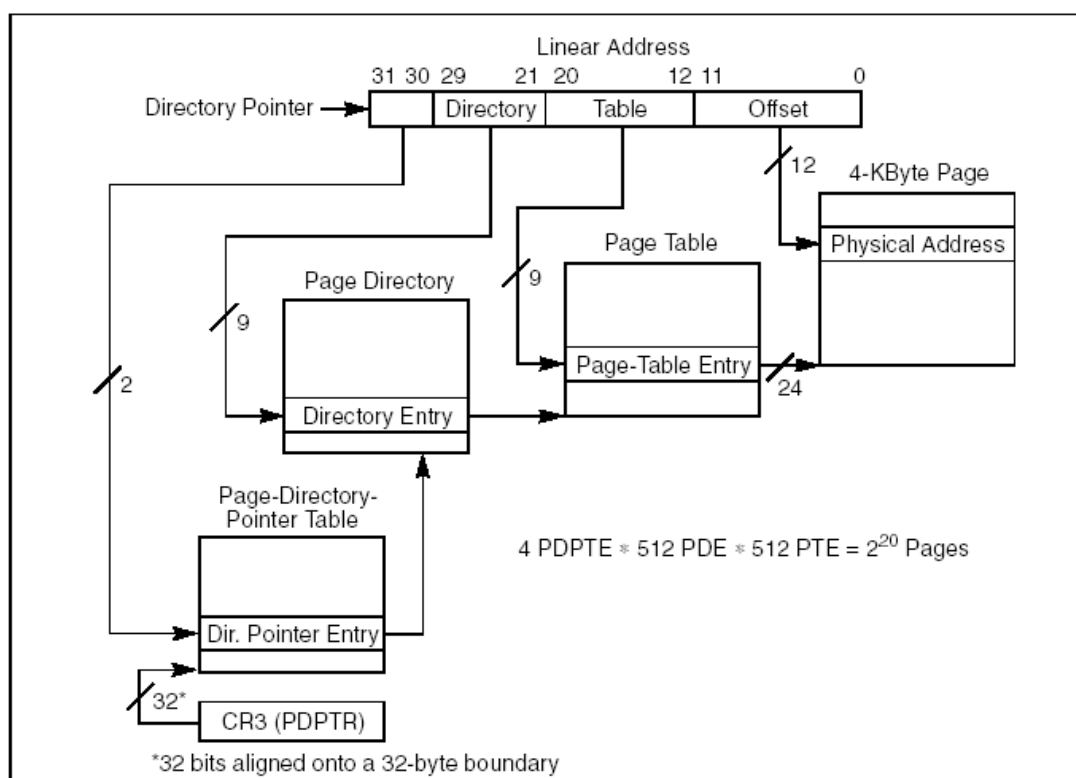 Linear Address
31 30 29 21 20 12 11 0
Directory Pointer
Directory Table Offset
12
4-KByte Page
Physical Address
Page Table
9
Page-Table Entry
24
Page Directory
9
Directory Entry
2
Page-Directory-
Pointer Table
4 PDPTE * 512 PDE * 512 PTE = 2²⁰ Pages
Dir. Pointer Entry
32*
CR3 (PDPTR)
*32 bits aligned onto a 32-byte boundary